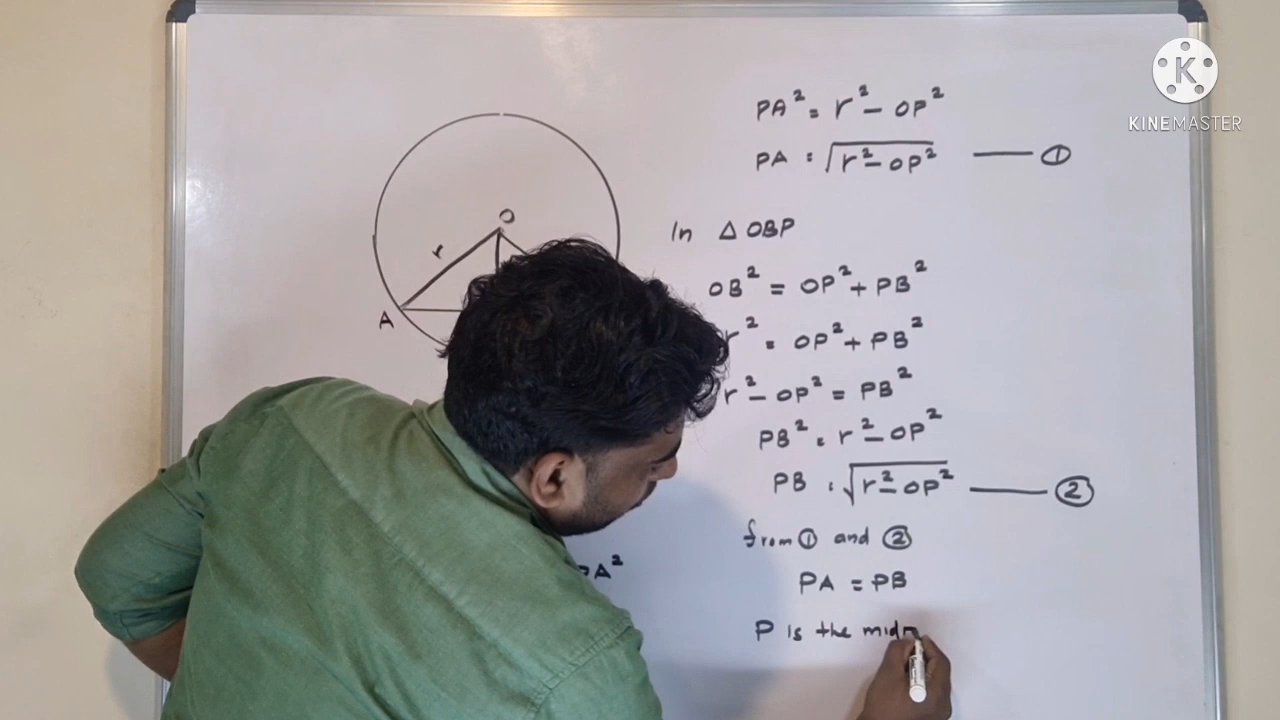 PA² = r² - OP²
PA = √r² - OP² —— ①
In △ OBP
OB² = OP² + PB²
r² = OP² + PB²
r² - OP² = PB²
PB² = r² - OP²
PB = √r² - OP² —— ②
from ① and ②
PA = PB
P is the mid
O
r
A
PA²
K
KINEMASTER